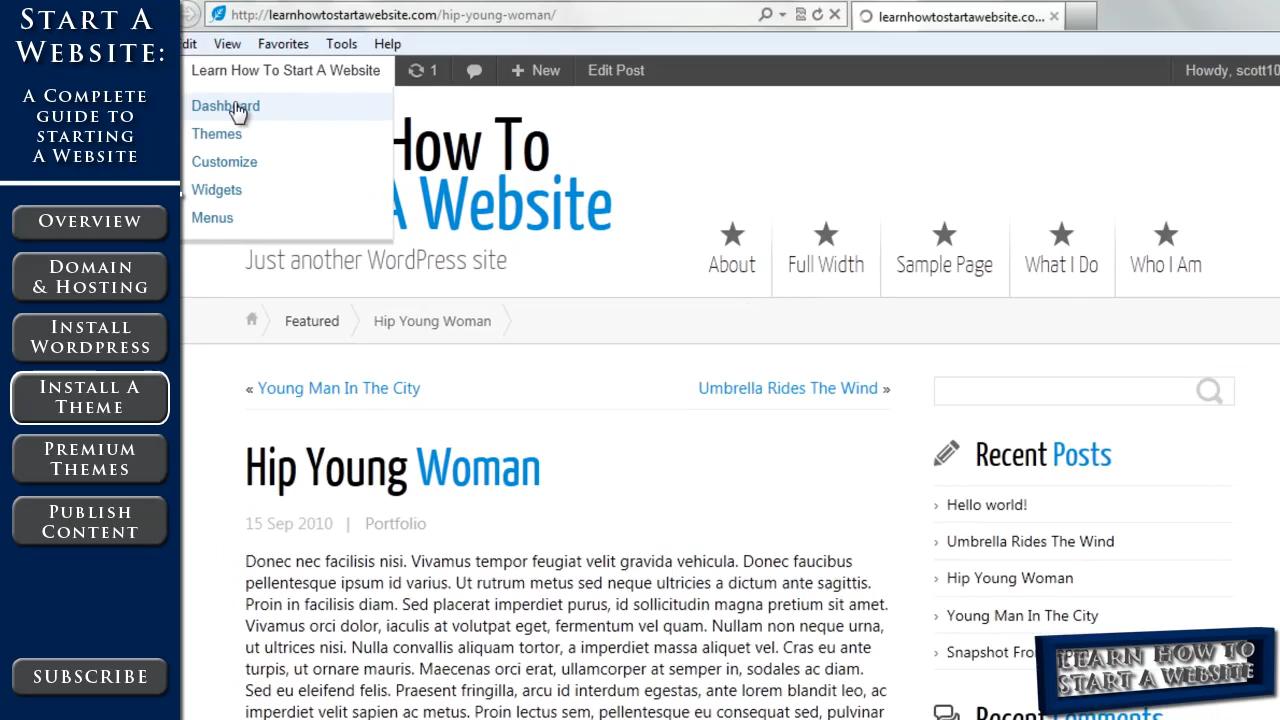 START A
WEBSITE:
A COMPLETE
GUIDE TO
STARTING
A WEBSITE
OVERVIEW
DOMAIN
& HOSTING
INSTALL
WORDPRESS
INSTALL A
THEME
PREMIUM
THEMES
PUBLISH
CONTENT
SUBSCRIBE
http://learnhowtostartawebsite.com/hip-young-woman/
learnhowtostartawebsite.co...
dit View Favorites Tools Help
Learn How To Start A Website 1 + New Edit Post Howdy, scott10
Dashboard
Themes
Customize
Widgets
Menus
How To
A Website
Just another WordPress site
About Full Width Sample Page What I Do Who I Am
Featured Hip Young Woman
« Young Man In The City Umbrella Rides The Wind »
Hip Young Woman
15 Sep 2010 | Portfolio
Donec nec facilisis nisi. Vivamus tempor feugiat velit gravida vehicula. Donec faucibus
pellentesque ipsum id varius. Ut rutrum metus sed neque ultricies a dictum ante sagittis.
Proin in facilisis diam. Sed placerat imperdiet purus, id sollicitudin magna pretium sit amet.
Vivamus orci dolor, iaculis at volutpat eget, fermentum vel quam. Nullam non neque urna,
ut ultrices nisi. Nulla convallis aliquam tortor, a imperdiet massa aliquet vel. Cras eu ante
turpis, ut ornare mauris. Maecenas orci erat, ullamcorper at semper in, sodales ac diam.
Sed eu eleifend felis. Praesent fringilla, arcu id interdum egestas, ante lorem blandit leo, ac
imperdiet velit sapien ac metus. Proin lectus sem, pellentesque eu consequat sed, pulvinar
Recent Posts
› Hello world!
› Umbrella Rides The Wind
› Hip Young Woman
› Young Man In The City
› Snapshot Fro
Recent Comments
LEARN HOW TO
START A WEBSITE